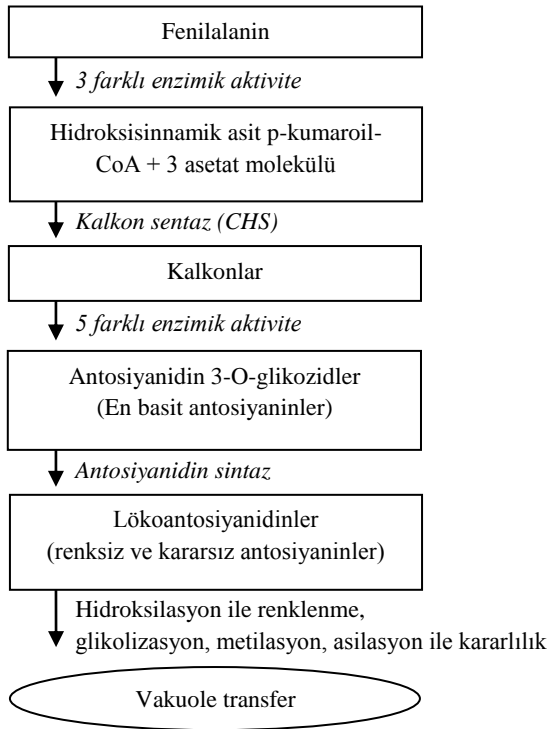 Fenilalanin
3 farklı enzimik aktivite
Hidroksisinnamik asit p-kumaroil-
CoA + 3 asetat molekülü
Kalkon sentaz (CHS)
Kalkonlar
5 farklı enzimik aktivite
Antosiyanidin 3-O-glikozidler
(En basit antosiyaninler)
Antosiyanidin sintaz
Lökoantosiyanidinler
(renksiz ve kararsız antosiyaninler)
Hidroksilasyon ile renklenme,
glikolizasyon, metilasyon, asilasyon ile kararlılık
Vakuole transfer